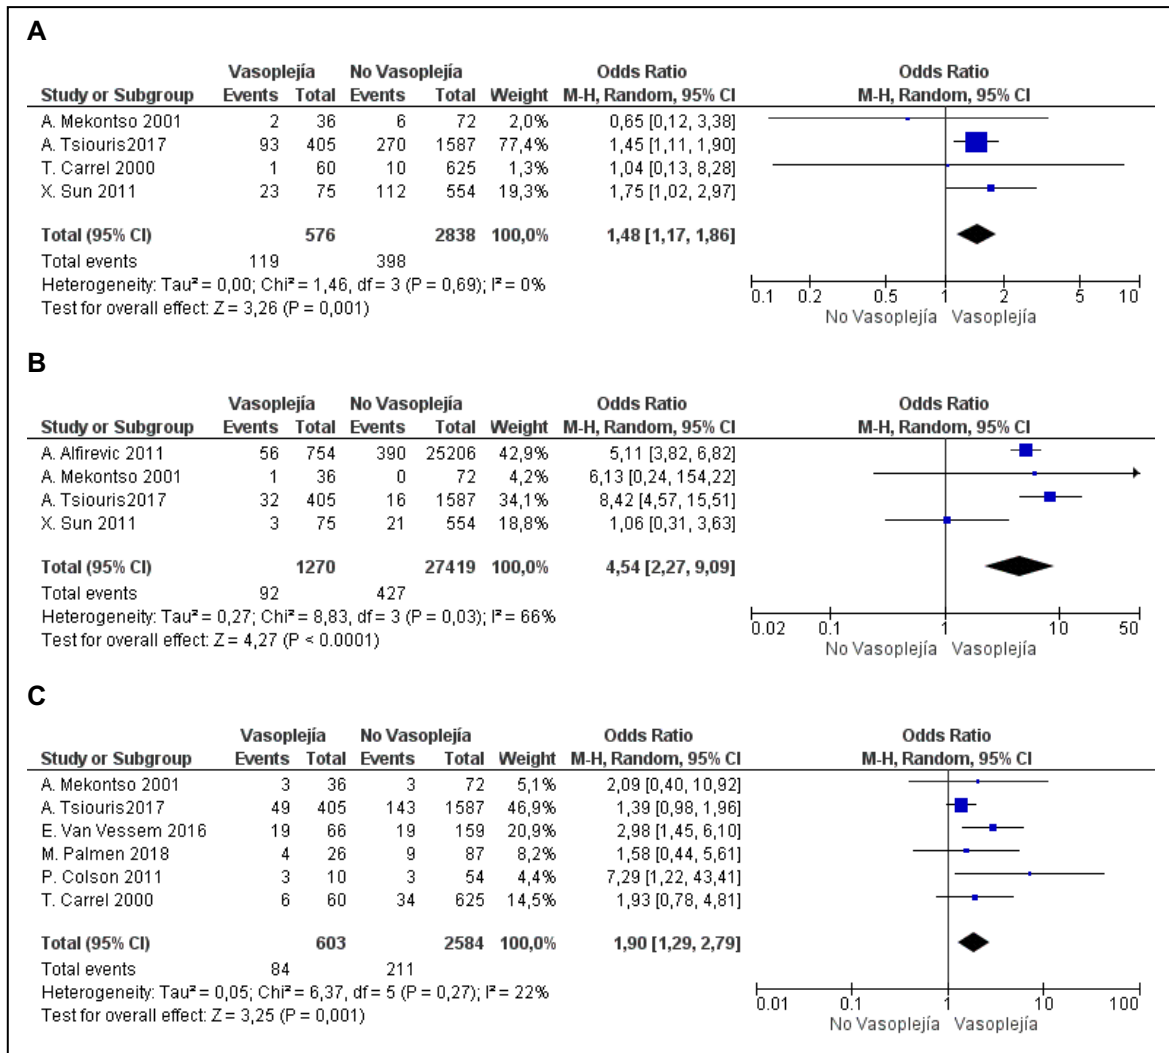 A
Vasoplejía No Vasoplejía Odds Ratio Odds Ratio
Study or Subgroup Events Total Events Total Weight M-H, Random, 95% CI M-H, Random, 95% CI
A. Mekontso 2001 2 36 6 72 2,0% 0,65 [0,12, 3,38]
A. Tsiouris2017 93 405 270 1587 77,4% 1,45 [1,11, 1,90]
T. Carrel 2000 1 60 10 625 1,3% 1,04 [0,13, 8,28]
X. Sun 2011 23 75 112 554 19,3% 1,75 [1,02, 2,97]
Total (95% CI) 576 2838 100,0% 1,48 [1,17, 1,86]
Total events 119 398
Heterogeneity: Tau² = 0,00; Chi² = 1,46, df = 3 (P = 0,69); I² = 0%
Test for overall effect: Z = 3,26 (P = 0,001)
0.1 0.2 0.5 1 2 5 10
No Vasoplejía Vasoplejía
B
Vasoplejía No Vasoplejía Odds Ratio Odds Ratio
Study or Subgroup Events Total Events Total Weight M-H, Random, 95% CI M-H, Random, 95% CI
A. Alfirevic 2011 56 754 390 25206 42,9% 5,11 [3,82, 6,82]
A. Mekontso 2001 1 36 0 72 4,2% 6,13 [0,24, 154,22]
A. Tsiouris2017 32 405 16 1587 34,1% 8,42 [4,57, 15,51]
X. Sun 2011 3 75 21 554 18,8% 1,06 [0,31, 3,63]
Total (95% CI) 1270 27419 100,0% 4,54 [2,27, 9,09]
Total events 92 427
Heterogeneity: Tau² = 0,27; Chi² = 8,83, df = 3 (P = 0,03); I² = 66%
Test for overall effect: Z = 4,27 (P < 0.0001)
0.02 0.1 1 10 50
No Vasoplejía Vasoplejía
C
Vasoplejía No Vasoplejía Odds Ratio Odds Ratio
Study or Subgroup Events Total Events Total Weight M-H, Random, 95% CI M-H, Random, 95% CI
A. Mekontso 2001 3 36 3 72 5,1% 2,09 [0,40, 10,92]
A. Tsiouris2017 49 405 143 1587 46,9% 1,39 [0,98, 1,96]
E. Van Vessem 2016 19 66 19 159 20,9% 2,98 [1,45, 6,10]
M. Palmen 2018 4 26 9 87 8,2% 1,58 [0,44, 5,61]
P. Colson 2011 3 10 3 54 4,4% 7,29 [1,22, 43,41]
T. Carrel 2000 6 60 34 625 14,5% 1,93 [0,78, 4,81]
Total (95% CI) 603 2584 100,0% 1,90 [1,29, 2,79]
Total events 84 211
Heterogeneity: Tau² = 0,05; Chi² = 6,37, df = 5 (P = 0,27); I² = 22%
Test for overall effect: Z = 3,25 (P = 0,001)
0.01 0.1 1 10 100
No Vasoplejía Vasoplejía